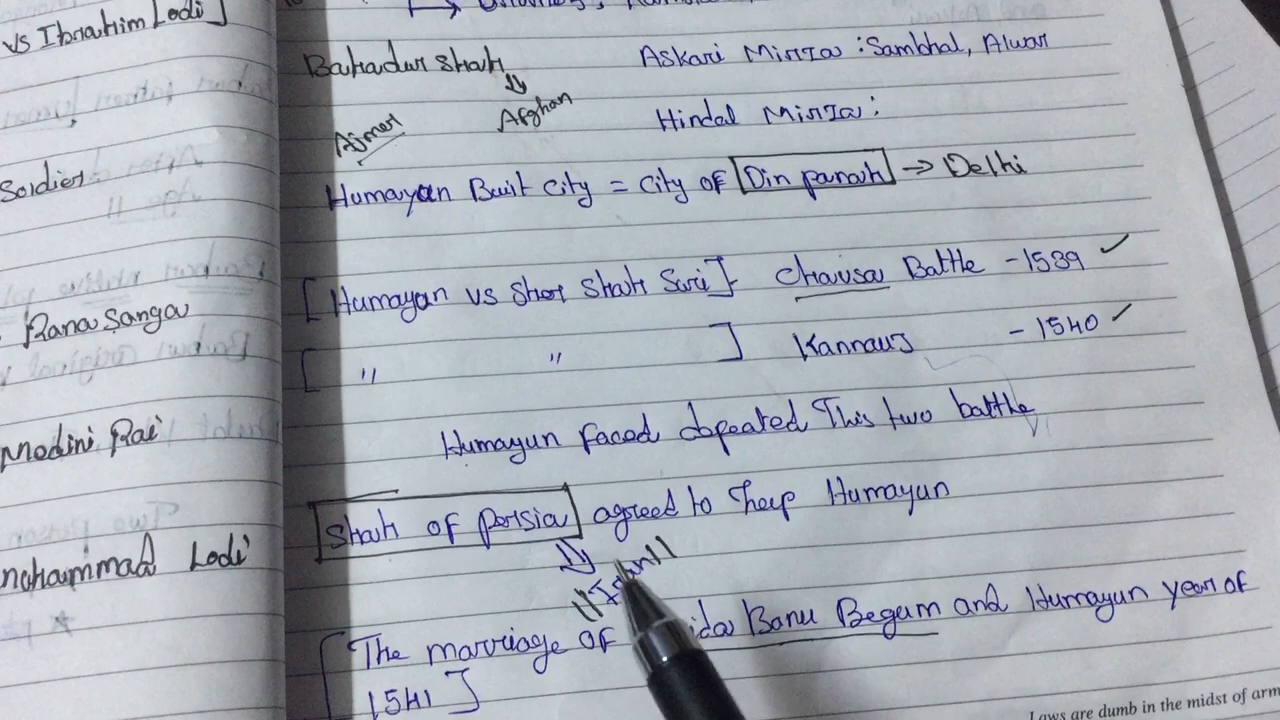 vs Ibrahim Lodi]
Soldier
Rana Sanga
Medini Rai
Lodi
Bahadur Shah
Afghan
Ajmer
Askari Mirza : Sambhal, Alwar
Hindal Mirza :
Humayan Built City = City of Din panah → Delhi
[Humayan vs Sher Shah Suri] Chausa Battle - 1539 ✓
[ " " ] Kannauj - 1540 ✓
Humayun faced defeated This two battle
Shah of Persia agreed to help Humayun
"Iran"
[The marriage of Banu Begum and Humayun year of
1541]
Laws are dumb in the midst of arm